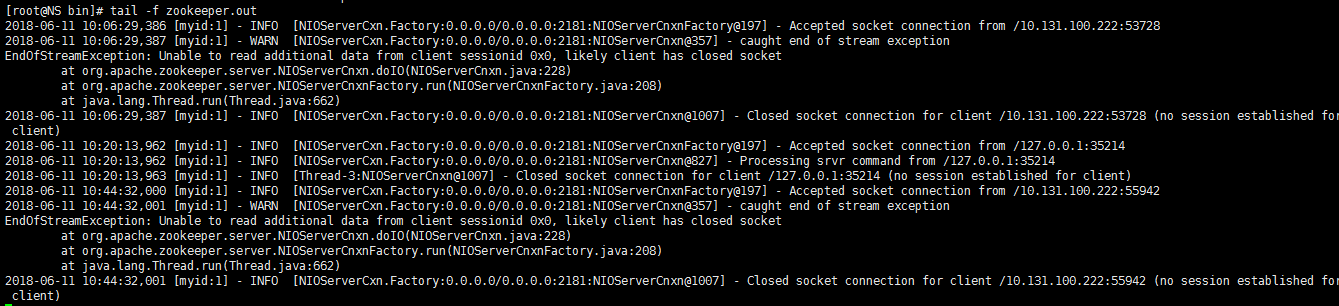 [root@NS bin]# tail -f zookeeper.out
2018-06-11 10:06:29,386 [myid:1] - INFO  [NIOServerCxn.Factory:0.0.0.0/0.0.0.0:2181:NIOServerCnxnFactory@197] - Accepted socket connection from /10.131.100.222:53728
2018-06-11 10:06:29,387 [myid:1] - WARN  [NIOServerCxn.Factory:0.0.0.0/0.0.0.0:2181:NIOServerCnxn@357] - caught end of stream exception
EndOfStreamException: Unable to read additional data from client sessionid 0x0, likely client has closed socket
        at org.apache.zookeeper.server.NIOServerCnxn.doIO(NIOServerCnxn.java:228)
        at org.apache.zookeeper.server.NIOServerCnxnFactory.run(NIOServerCnxnFactory.java:208)
        at java.lang.Thread.run(Thread.java:662)
2018-06-11 10:06:29,387 [myid:1] - INFO  [NIOServerCxn.Factory:0.0.0.0/0.0.0.0:2181:NIOServerCnxn@1007] - Closed socket connection for client /10.131.100.222:53728 (no session established for
 client)
2018-06-11 10:20:13,962 [myid:1] - INFO  [NIOServerCxn.Factory:0.0.0.0/0.0.0.0:2181:NIOServerCnxnFactory@197] - Accepted socket connection from /127.0.0.1:35214
2018-06-11 10:20:13,962 [myid:1] - INFO  [NIOServerCxn.Factory:0.0.0.0/0.0.0.0:2181:NIOServerCnxn@827] - Processing srvr command from /127.0.0.1:35214
2018-06-11 10:20:13,963 [myid:1] - INFO  [Thread-3:NIOServerCnxn@1007] - Closed socket connection for client /127.0.0.1:35214 (no session established for client)
2018-06-11 10:44:32,000 [myid:1] - INFO  [NIOServerCxn.Factory:0.0.0.0/0.0.0.0:2181:NIOServerCnxnFactory@197] - Accepted socket connection from /10.131.100.222:55942
2018-06-11 10:44:32,001 [myid:1] - WARN  [NIOServerCxn.Factory:0.0.0.0/0.0.0.0:2181:NIOServerCnxn@357] - caught end of stream exception
EndOfStreamException: Unable to read additional data from client sessionid 0x0, likely client has closed socket
        at org.apache.zookeeper.server.NIOServerCnxn.doIO(NIOServerCnxn.java:228)
        at org.apache.zookeeper.server.NIOServerCnxnFactory.run(NIOServerCnxnFactory.java:208)
        at java.lang.Thread.run(Thread.java:662)
2018-06-11 10:44:32,001 [myid:1] - INFO  [NIOServerCxn.Factory:0.0.0.0/0.0.0.0:2181:NIOServerCnxn@1007] - Closed socket connection for client /10.131.100.222:55942 (no session established for
 client)